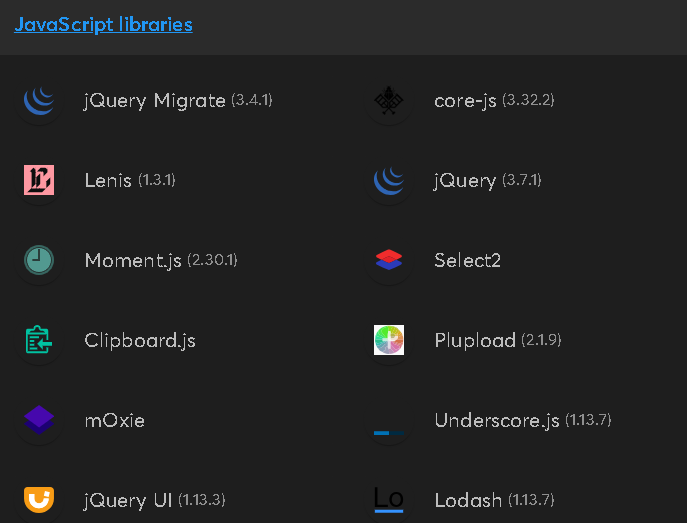 JavaScript libraries
jQuery Migrate (3.4.1)
core-js (3.32.2)
Lenis (1.3.1)
jQuery (3.7.1)
Moment.js (2.30.1)
Select2
Clipboard.js
Plupload (2.1.9)
mOxie
Underscore.js (1.13.7)
jQuery UI (1.13.3)
Lo
Lodash (1.13.7)